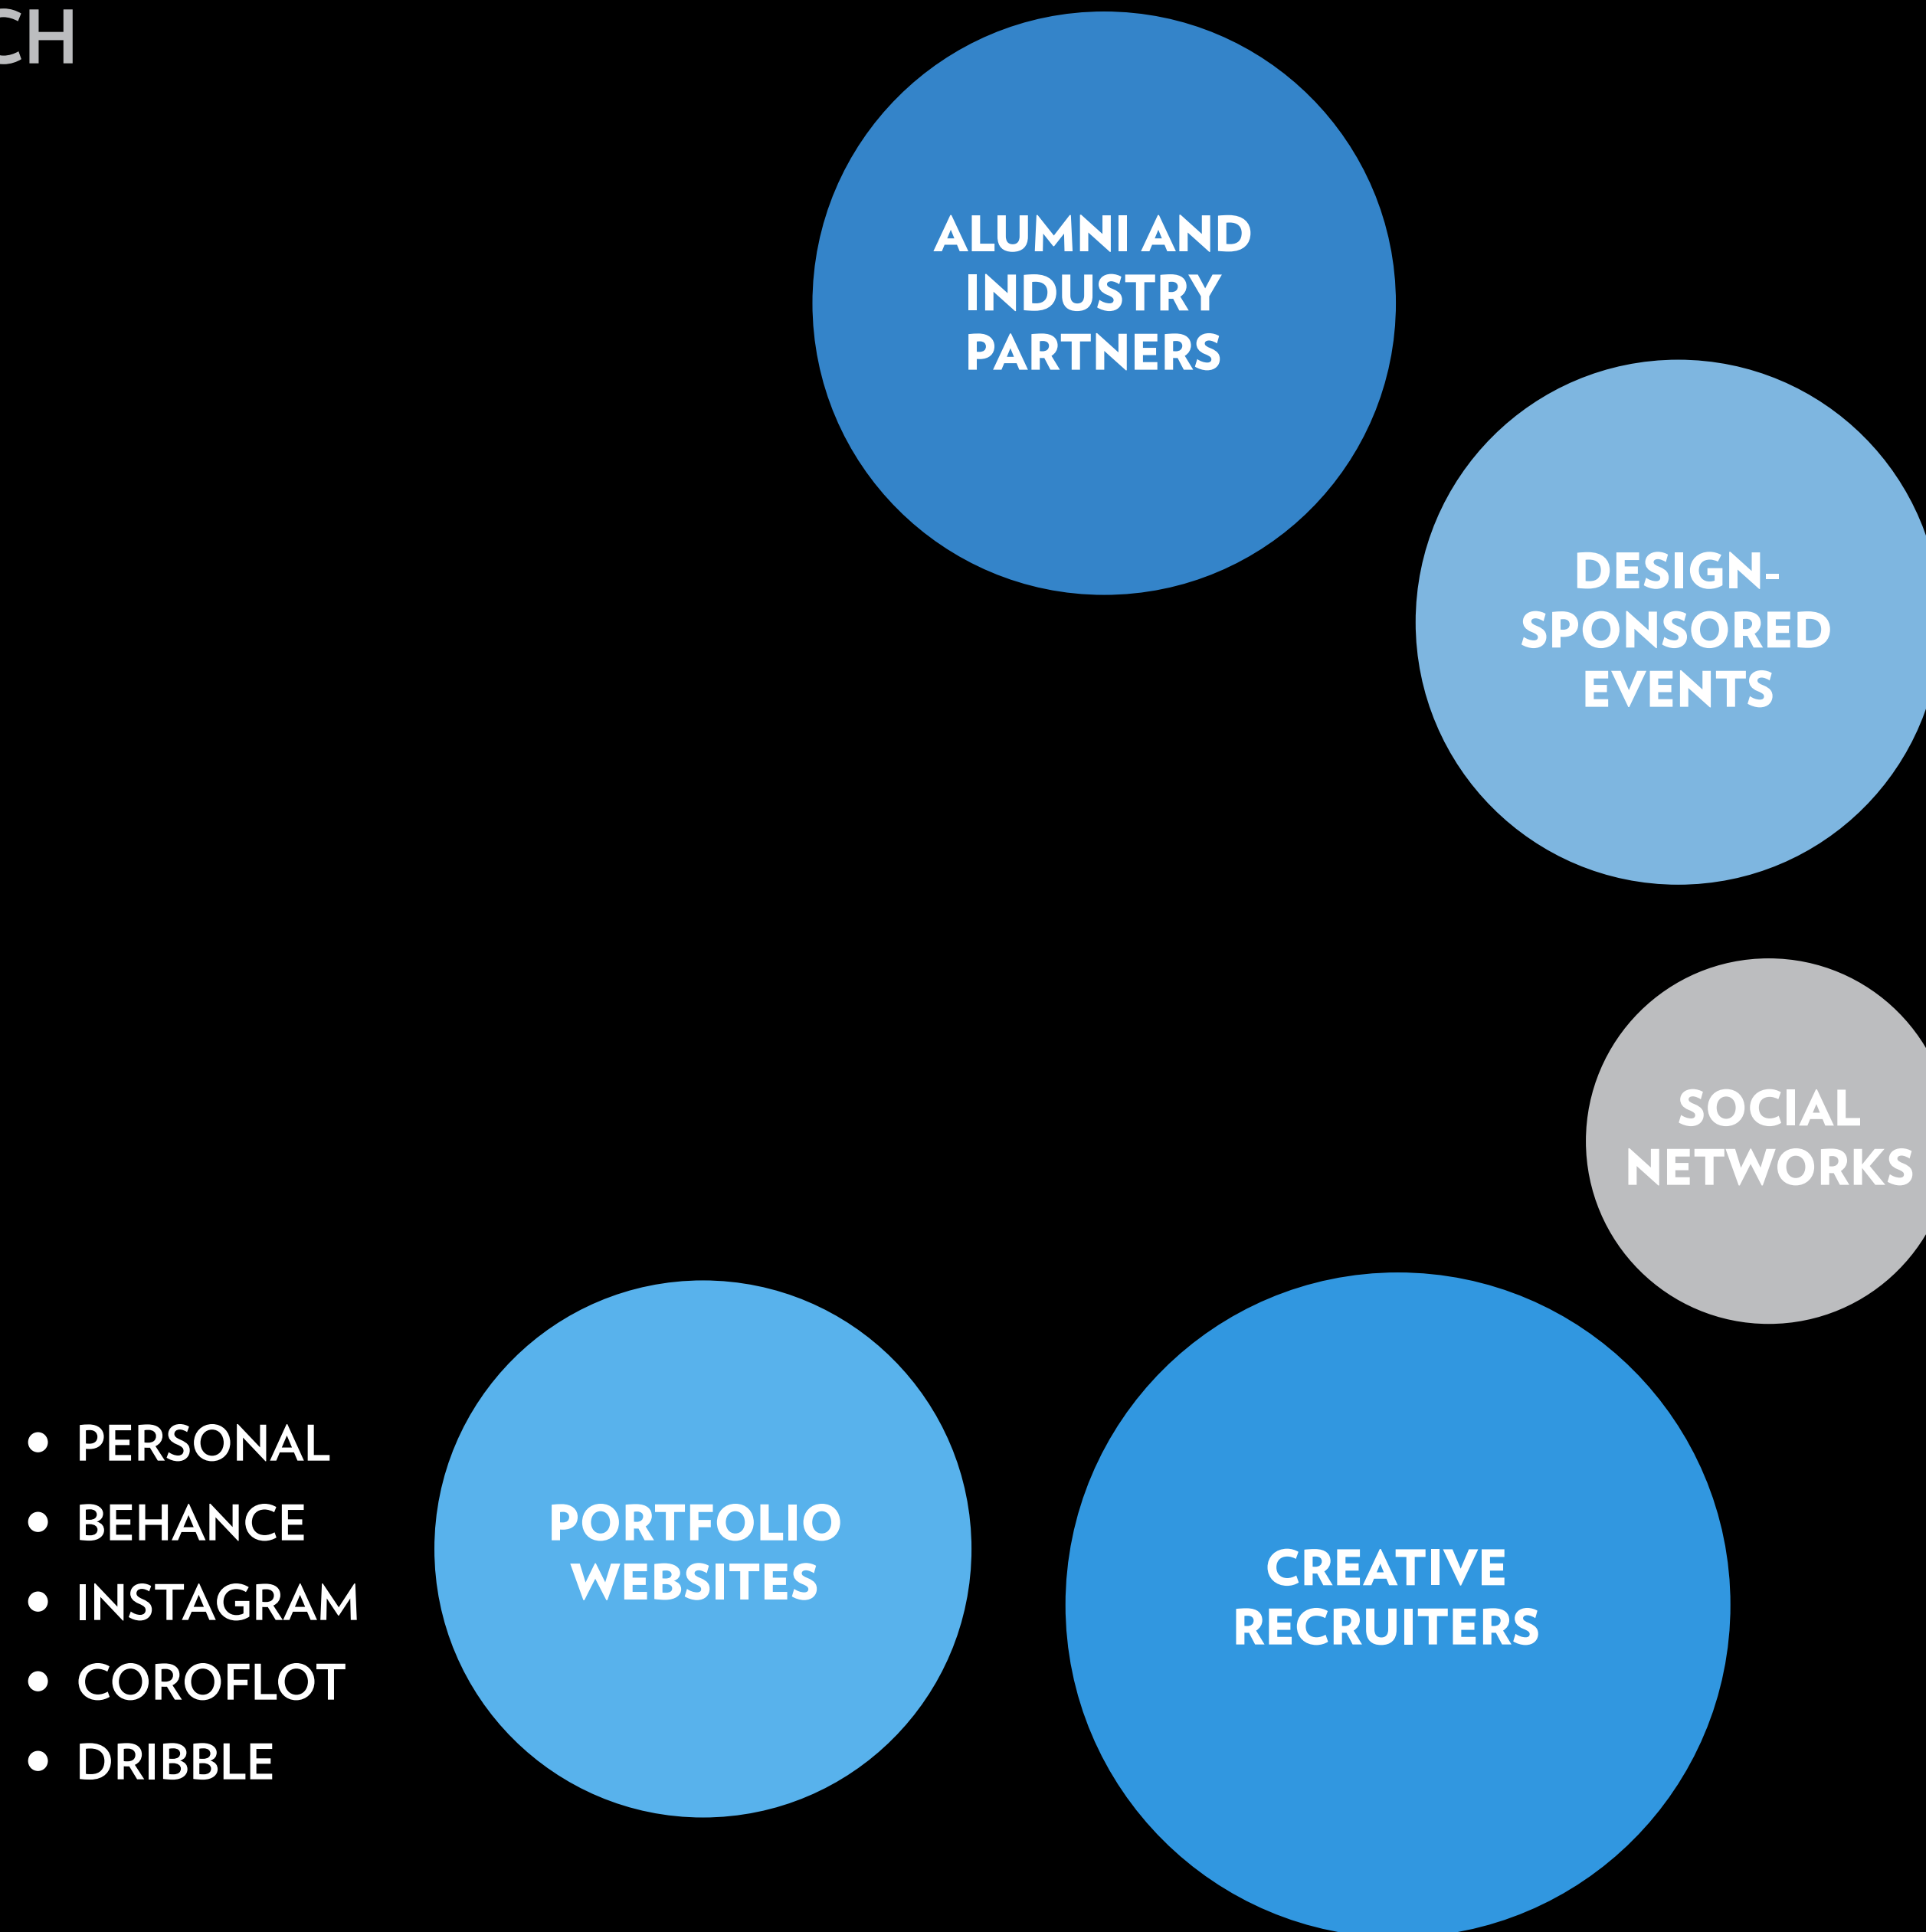 CH
ALUMNI AND
INDUSTRY
PARTNERS
DESIGN-
SPONSORED
EVENTS
SOCIAL
NETWORKS
PORTFOLIO
WEBSITES
CREATIVE
RECRUITERS
• PERSONAL
• BEHANCE
• INSTAGRAM
• COROFLOT
• DRIBBLE